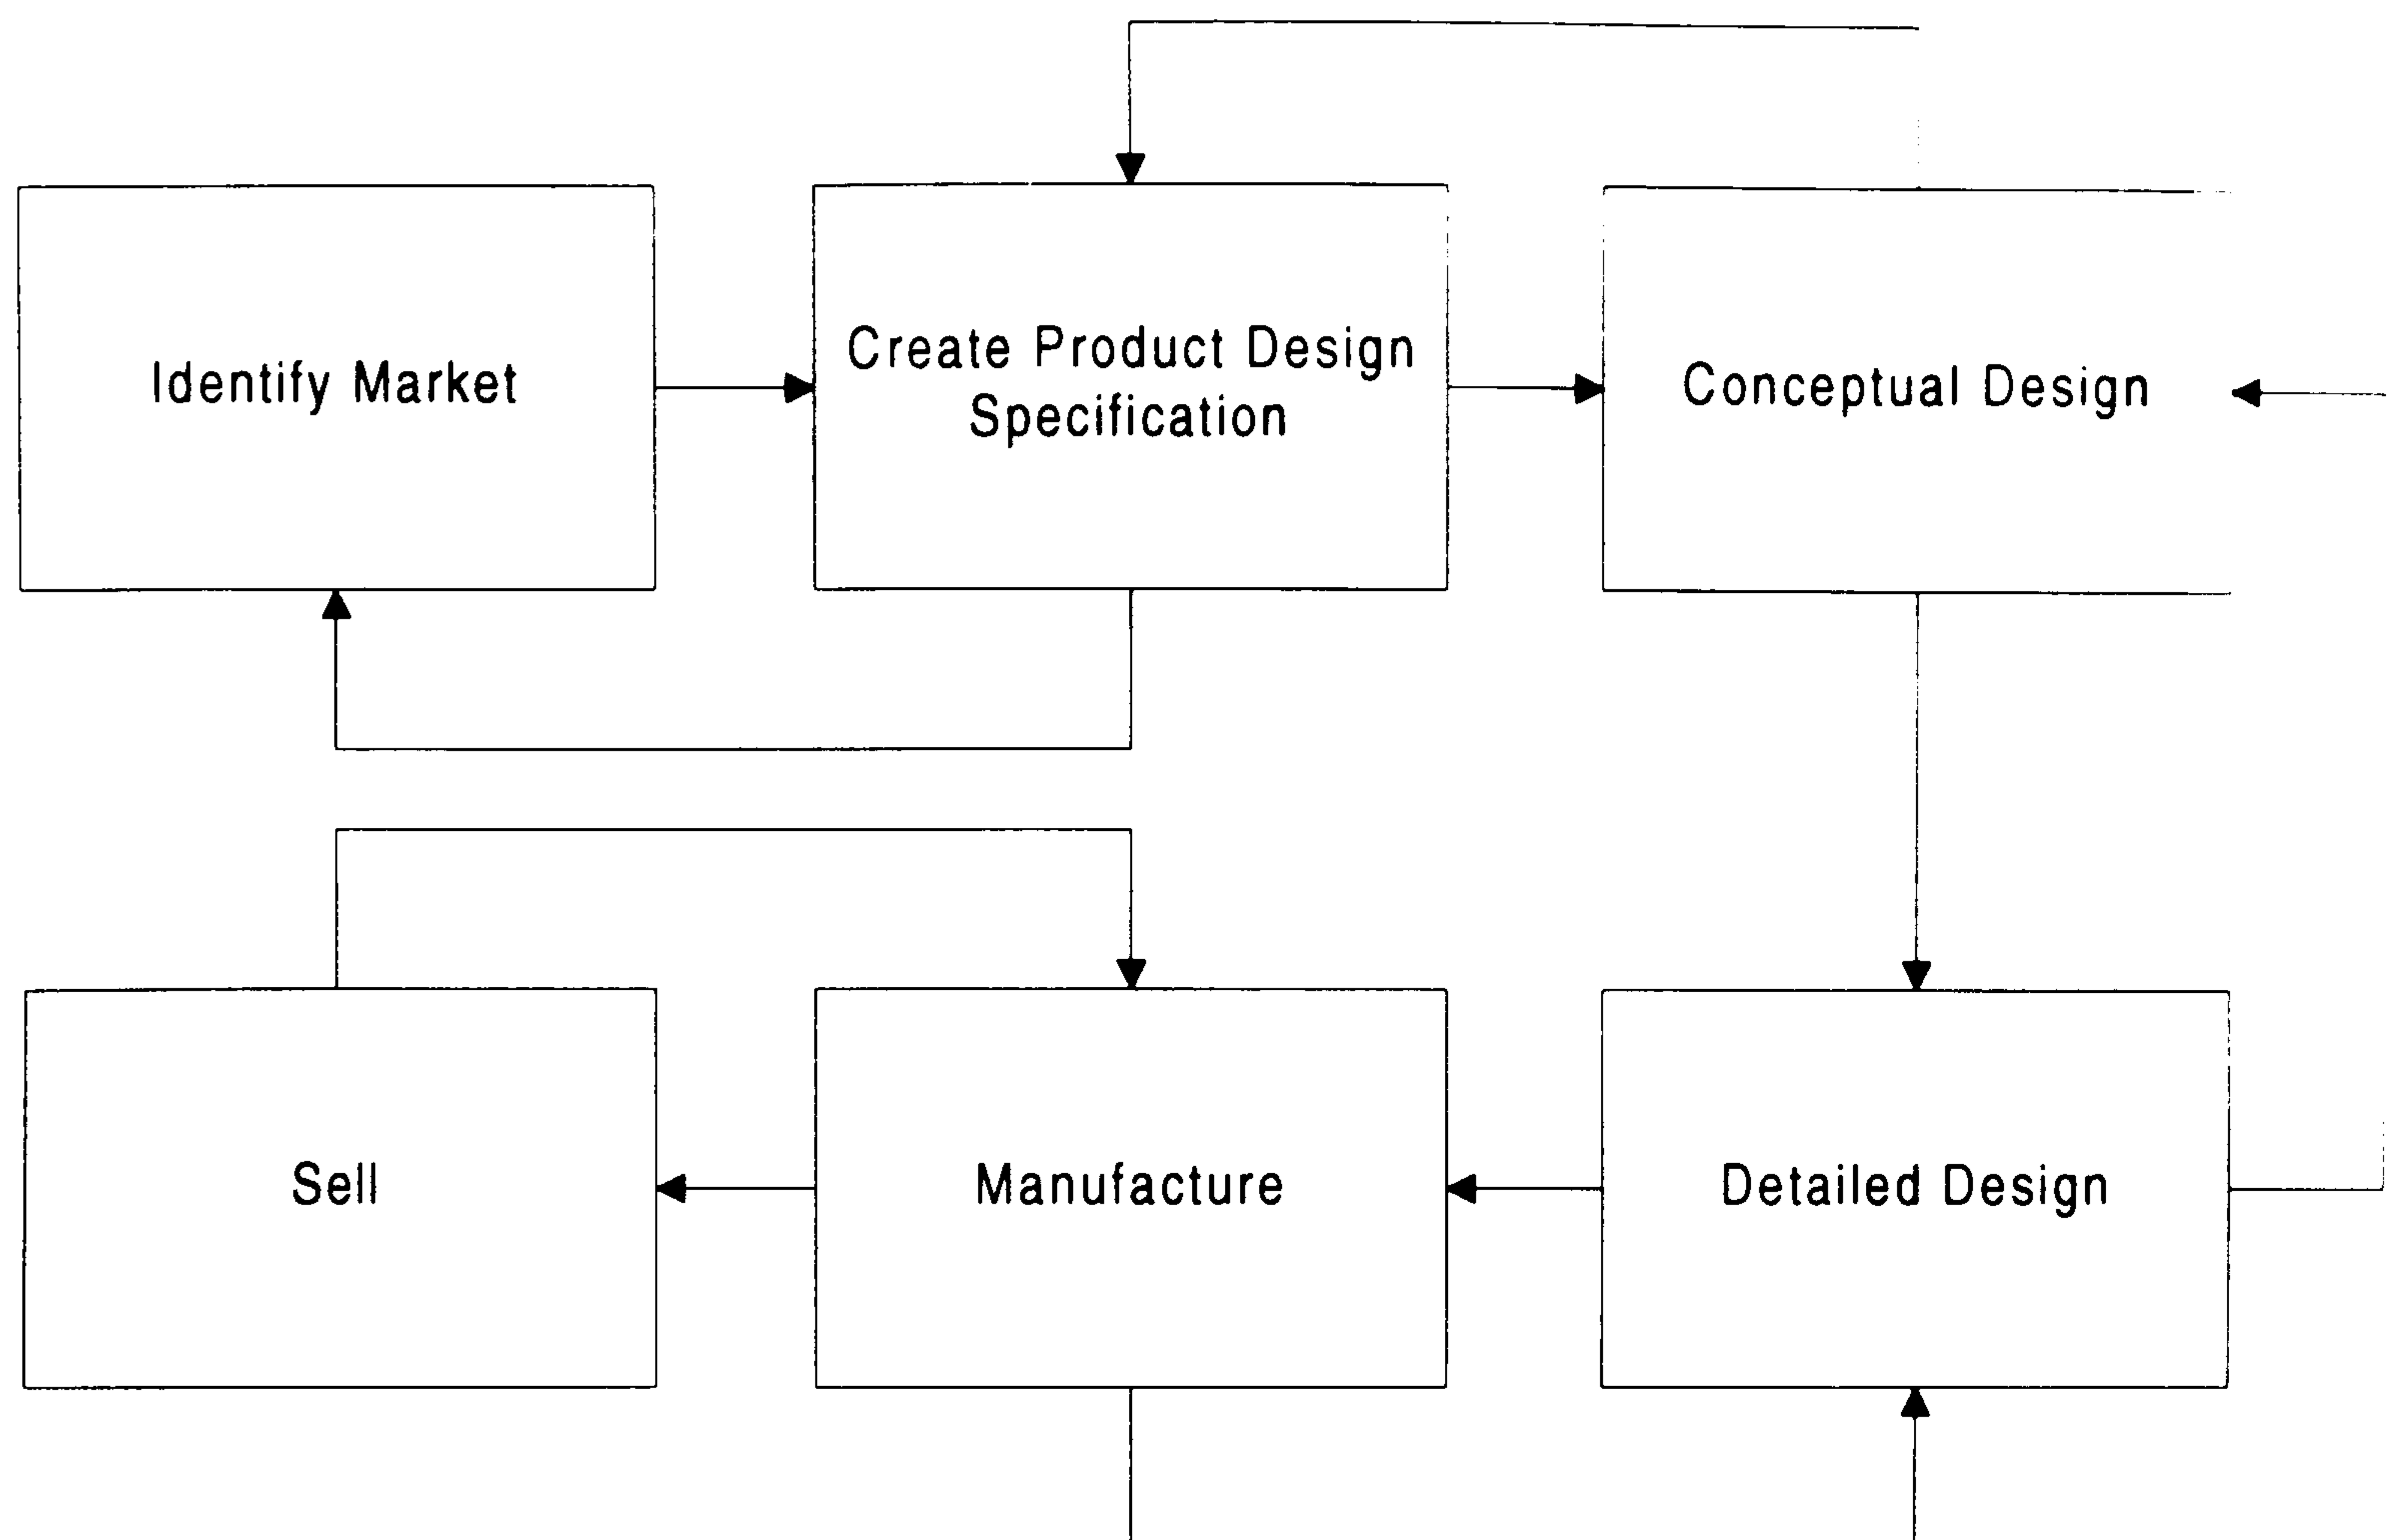 Identify Market
Create Product Design
Specification
Conceptual Design
Sell
Manufacture
Detailed Design